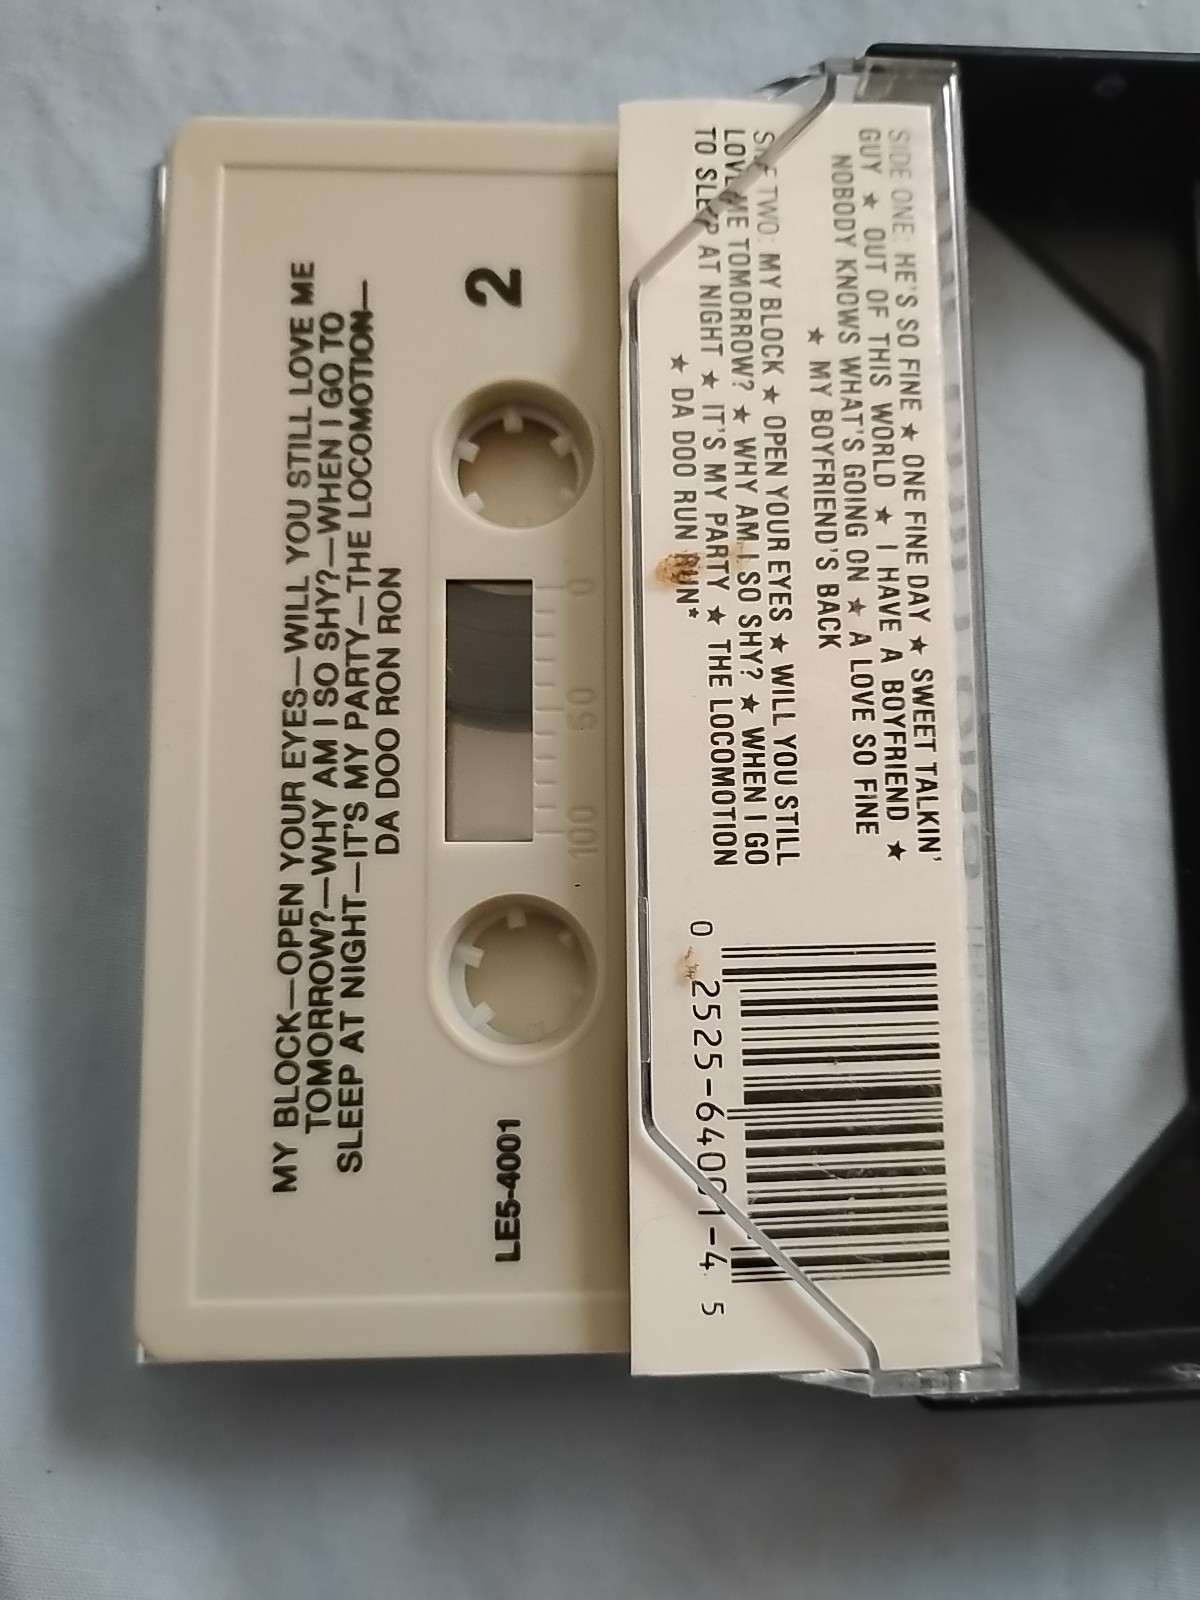 MY BLOCK—OPEN YOUR EYES—WILL YOU STILL LOVE ME
TOMORROW?—WHY AM I SO SHY?—WHEN I GO TO
SLEEP AT NIGHT—IT'S MY PARTY—THE LOCOMOTION—
DA DOO RON RON
2
LE5-4001
0 50 100
SIDE ONE: HE'S SO FINE ★ ONE FINE DAY ★ SWEET TALKIN'
GUY ★ OUT OF THIS WORLD ★ I HAVE A BOYFRIEND ★
NOBODY KNOWS WHAT'S GOING ON ★ A LOVE SO FINE
★ MY BOYFRIEND'S BACK
SIDE TWO: MY BLOCK ★ OPEN YOUR EYES ★ WILL YOU STILL
LOVE ME TOMORROW? ★ WHY AM I SO SHY? ★ WHEN I GO
TO SLEEP AT NIGHT ★ IT'S MY PARTY ★ THE LOCOMOTION
★ DA DOO RUN RUN*
0 2525-64001-4 5